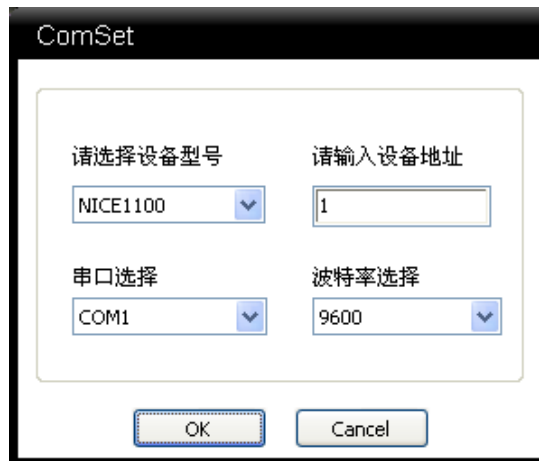 ComSet
请选择设备型号
请输入设备地址
NICE1100
1
串口选择
波特率选择
COM1
9600
OK
Cancel